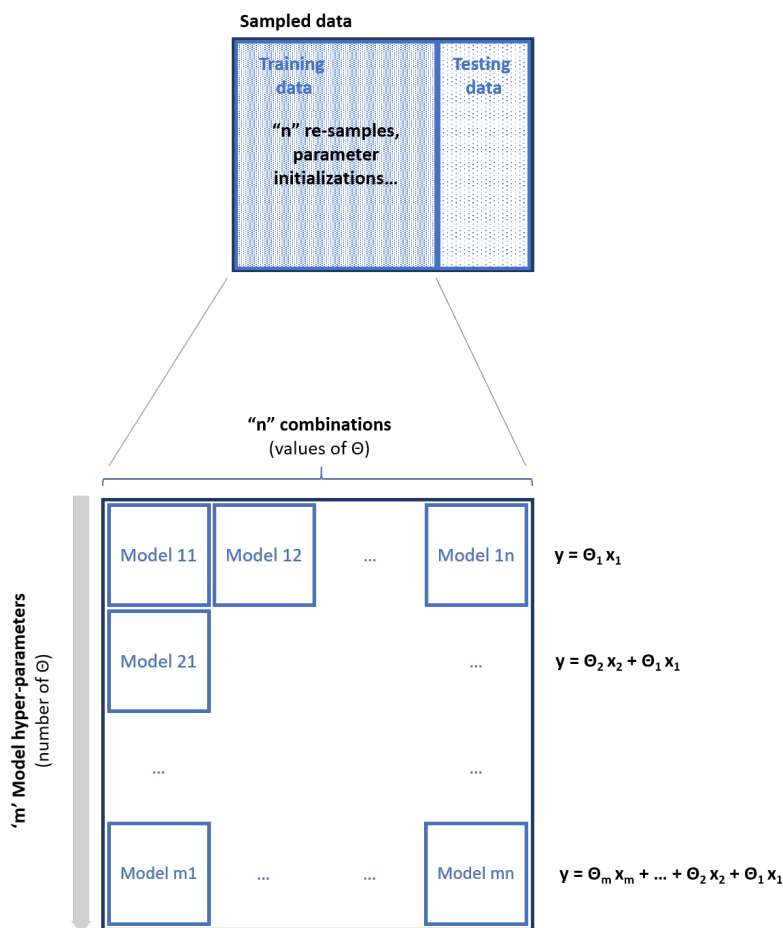 Sampled data
Training
data
Testing
data
“n” re-samples,
parameter
initializations...
“n” combinations
(values of Θ)
‘m’ Model hyper-parameters
(number of Θ)
Model 11
Model 12
...
Model 1n
y = Θ₁ x₁
Model 21
...
y = Θ₂ x₂ + Θ₁ x₁
...
...
Model m1
...
...
Model mn
y = Θₘ xₘ + ... + Θ₂ x₂ + Θ₁ x₁